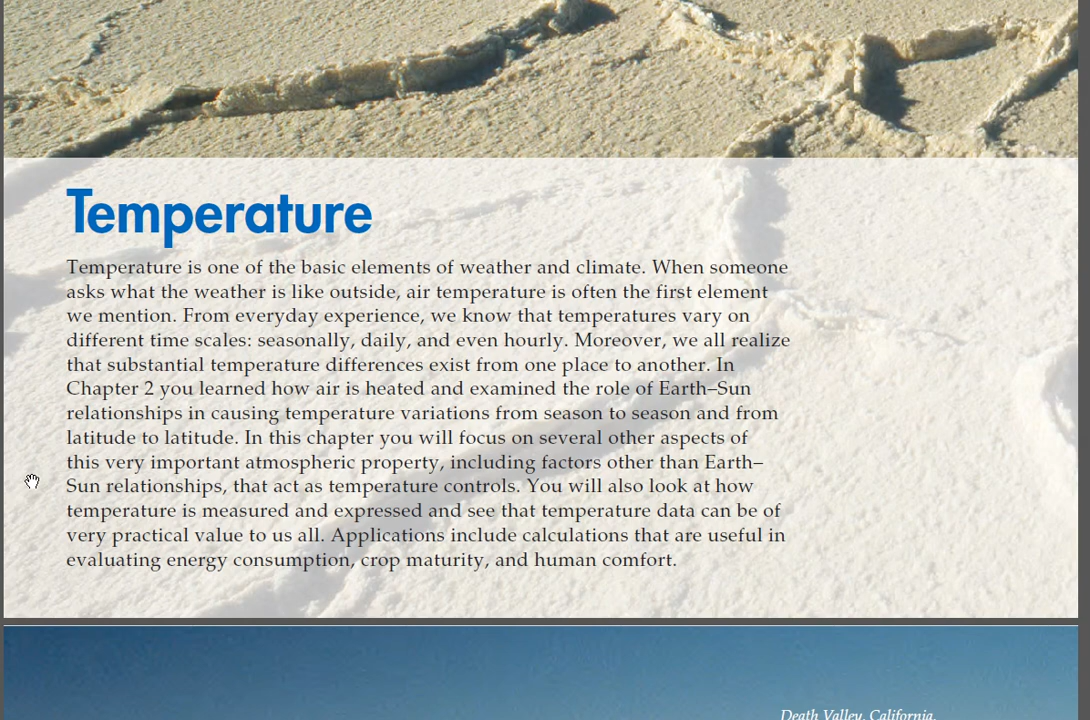 Temperature
Temperature is one of the basic elements of weather and climate. When someone
asks what the weather is like outside, air temperature is often the first element
we mention. From everyday experience, we know that temperatures vary on
different time scales: seasonally, daily, and even hourly. Moreover, we all realize
that substantial temperature differences exist from one place to another. In
Chapter 2 you learned how air is heated and examined the role of Earth–Sun
relationships in causing temperature variations from season to season and from
latitude to latitude. In this chapter you will focus on several other aspects of
this very important atmospheric property, including factors other than Earth–
Sun relationships, that act as temperature controls. You will also look at how
temperature is measured and expressed and see that temperature data can be of
very practical value to us all. Applications include calculations that are useful in
evaluating energy consumption, crop maturity, and human comfort.
Death Valley, California.